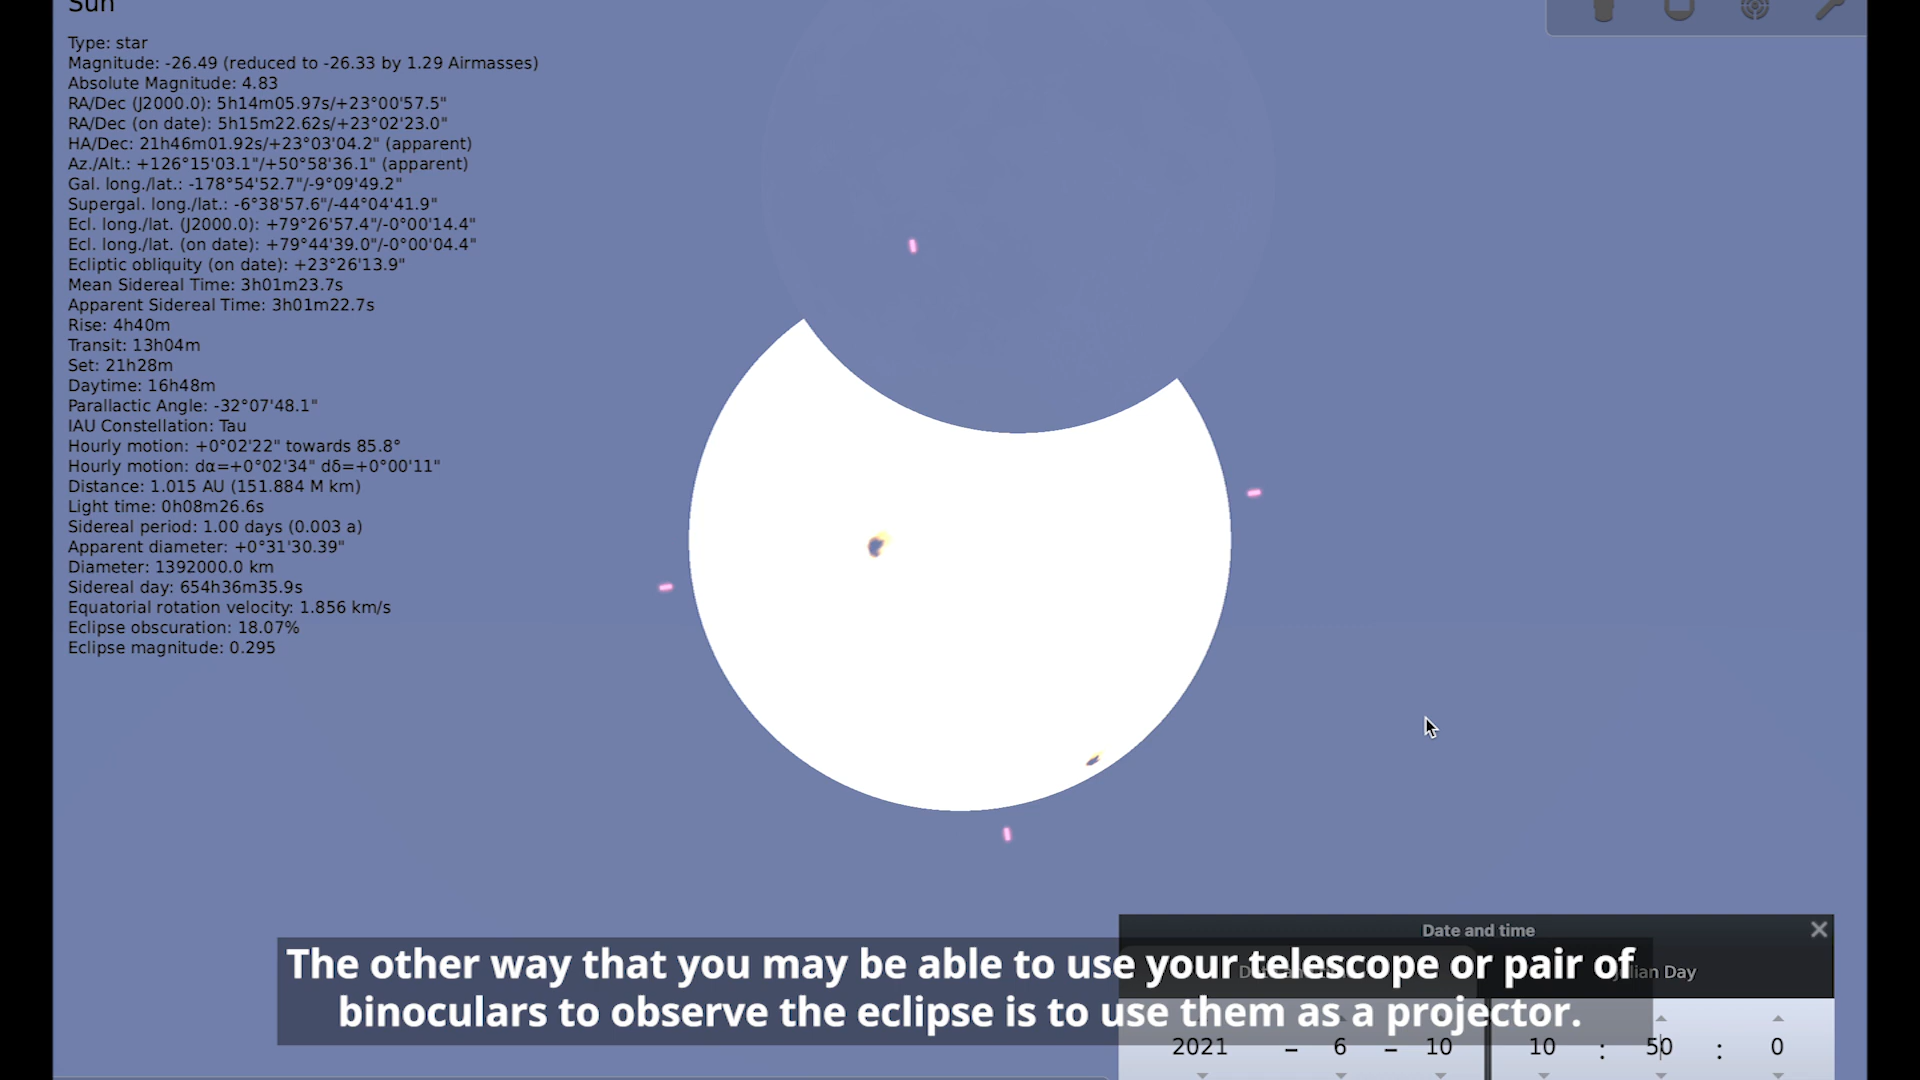 Sun
Type: star
Magnitude: -26.49 (reduced to -26.33 by 1.29 Airmasses)
Absolute Magnitude: 4.83
RA/Dec (J2000.0): 5h14m05.97s/+23°00'57.5"
RA/Dec (on date): 5h15m22.62s/+23°02'23.0"
HA/Dec: 21h46m01.92s/+23°03'04.2" (apparent)
Az./Alt.: +126°15'03.1"/+50°58'36.1" (apparent)
Gal. long./lat.: -178°54'52.7"/-9°09'49.2"
Supergal. long./lat.: -6°38'57.6"/-44°04'41.9"
Ecl. long./lat. (J2000.0): +79°26'57.4"/-0°00'14.4"
Ecl. long./lat. (on date): +79°44'39.0"/-0°00'04.4"
Ecliptic obliquity (on date): +23°26'13.9"
Mean Sidereal Time: 3h01m23.7s
Apparent Sidereal Time: 3h01m22.7s
Rise: 4h40m
Transit: 13h04m
Set: 21h28m
Daytime: 16h48m
Parallactic Angle: -32°07'48.1"
IAU Constellation: Tau
Hourly motion: +0°02'22" towards 85.8°
Hourly motion: dα=+0°02'34" dδ=+0°00'11"
Distance: 1.015 AU (151.884 M km)
Light time: 0h08m26.6s
Sidereal period: 1.00 days (0.003 a)
Apparent diameter: +0°31'30.39"
Diameter: 1392000.0 km
Sidereal day: 654h36m35.9s
Equatorial rotation velocity: 1.856 km/s
Eclipse obscuration: 18.07%
Eclipse magnitude: 0.295
Date and time
Day
The other way that you may be able to use your telescope or pair of
binoculars to observe the eclipse is to use them as a projector.
2021 – 6 – 10 10 : 50 : 0